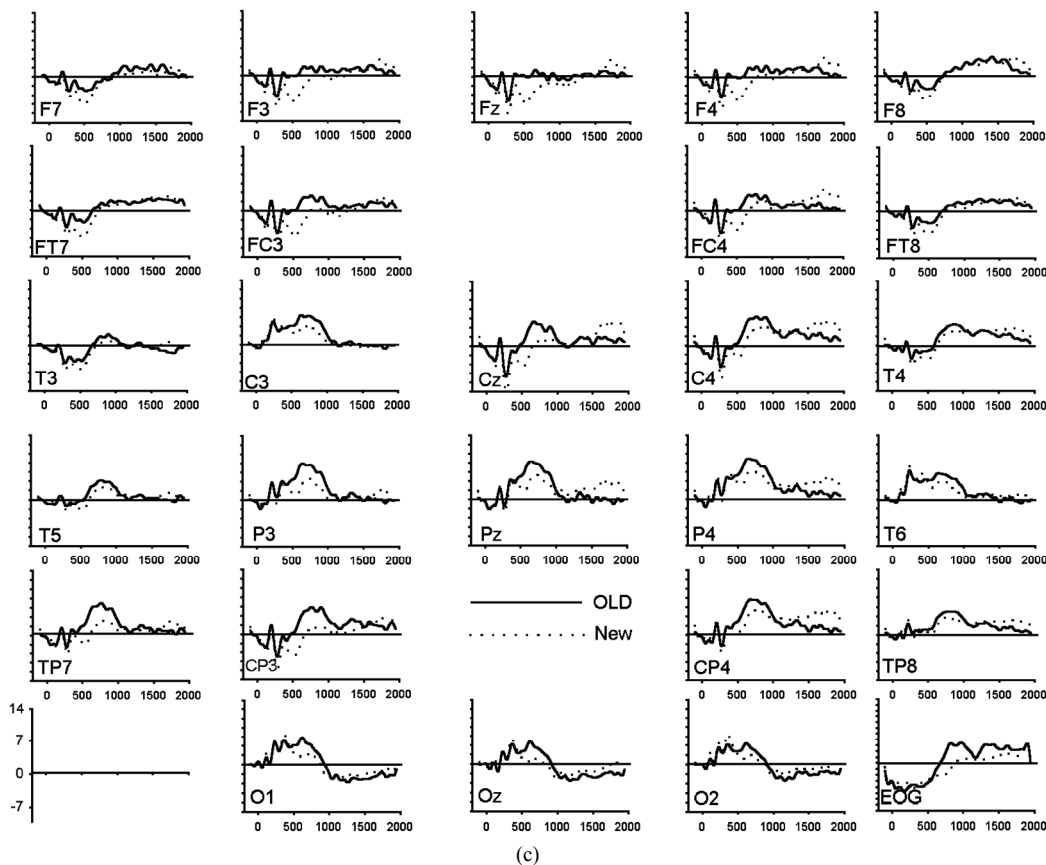 F7 F3 Fz F4 F8
0 500 1000 1500 2000 0 500 1000 1500 2000 0 500 1000 1500 2000 0 500 1000 1500 2000 0 500 1000 1500 2000
FT7 FC3 FC4 FT8
0 500 1000 1500 2000 0 500 1000 1500 2000 0 500 1000 1500 2000 0 500 1000 1500 2000
T3 C3 Cz C4 T4
0 500 1000 1500 2000 0 500 1000 1500 2000 0 500 1000 1500 2000 0 500 1000 1500 2000 0 500 1000 1500 2000
T5 P3 Pz P4 T6
0 500 1000 1500 2000 0 500 1000 1500 2000 0 500 1000 1500 2000 0 500 1000 1500 2000 0 500 1000 1500 2000
OLD
New
TP7 CP3 CP4 TP8
0 500 1000 1500 2000 0 500 1000 1500 2000 0 500 1000 1500 2000 0 500 1000 1500 2000
14
7
0
-7
O1 Oz O2 EOG
0 500 1000 1500 2000 0 500 1000 1500 2000 0 500 1000 1500 2000 0 500 1000 1500 2000
(c)